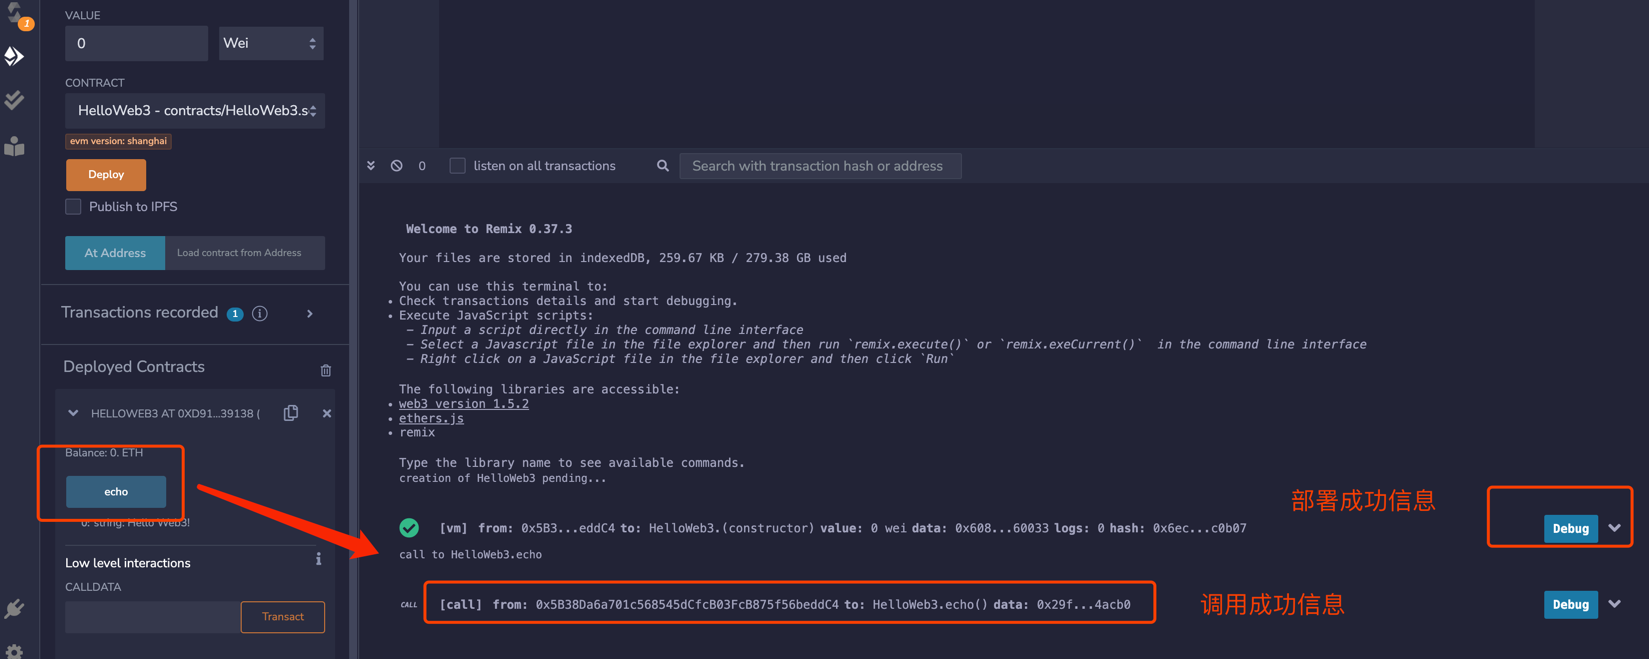 1
VALUE
0
Wei
CONTRACT
HelloWeb3 - contracts/HelloWeb3.s
evm version: shanghai
Deploy
Publish to IPFS
At Address
Load contract from Address
Transactions recorded 1 i
Deployed Contracts
HELLOWEB3 AT 0XD91...39138 (
Balance: 0. ETH
echo
0: string: Hello Web3!
Low level interactions
i
CALLDATA
Transact
0
listen on all transactions
Search with transaction hash or address
Welcome to Remix 0.37.3
Your files are stored in indexedDB, 259.67 KB / 279.38 GB used
You can use this terminal to:
• Check transactions details and start debugging.
• Execute JavaScript scripts:
- Input a script directly in the command line interface
- Select a Javascript file in the file explorer and then run `remix.execute()` or `remix.exeCurrent()` in the command line interface
- Right click on a JavaScript file in the file explorer and then click `Run`
The following libraries are accessible:
• web3 version 1.5.2
• ethers.js
• remix
Type the library name to see available commands.
creation of HelloWeb3 pending...
部署成功信息
[vm] from: 0x5B3...eddC4 to: HelloWeb3.(constructor) value: 0 wei data: 0x608...60033 logs: 0 hash: 0x6ec...c0b07
Debug
call to HelloWeb3.echo
CALL [call] from: 0x5B38Da6a701c568545dCfcB03FcB875f56beddC4 to: HelloWeb3.echo() data: 0x29f...4acb0
调用成功信息
Debug